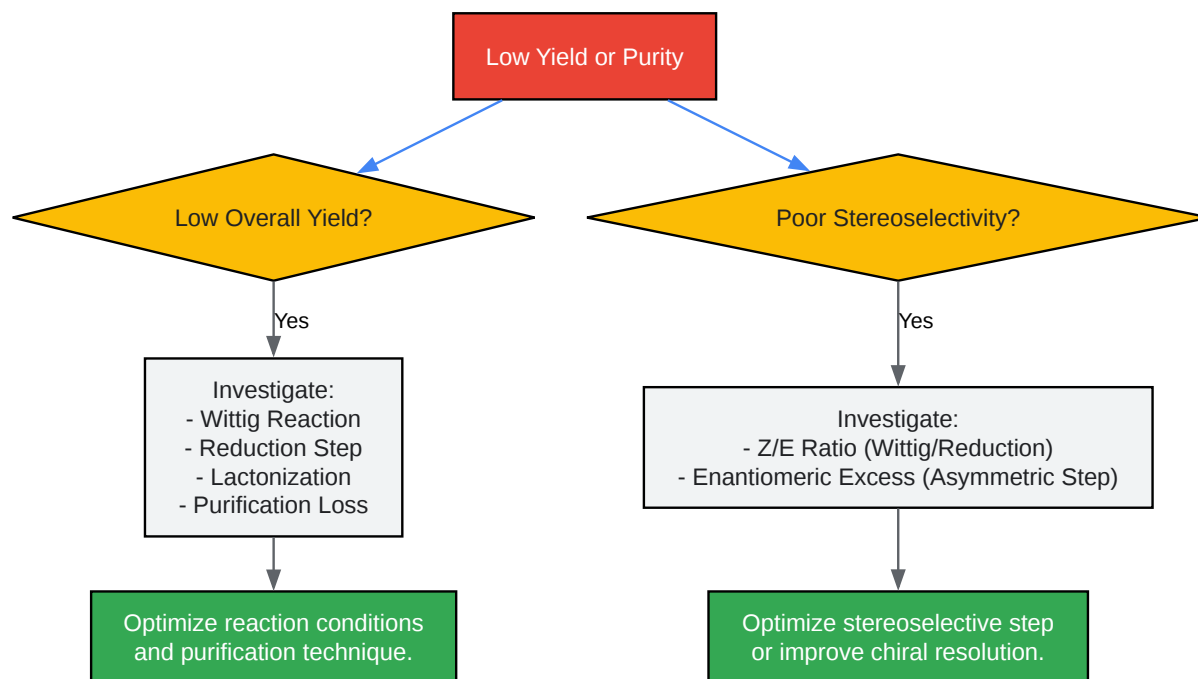 Low Yield or Purity
Low Overall Yield?
Poor Stereoselectivity?
Yes
Yes
Investigate:
- Wittig Reaction
- Reduction Step
- Lactonization
- Purification Loss
Investigate:
- Z/E Ratio (Wittig/Reduction)
- Enantiomeric Excess (Asymmetric Step)
Optimize reaction conditions
and purification technique.
Optimize stereoselective step
or improve chiral resolution.